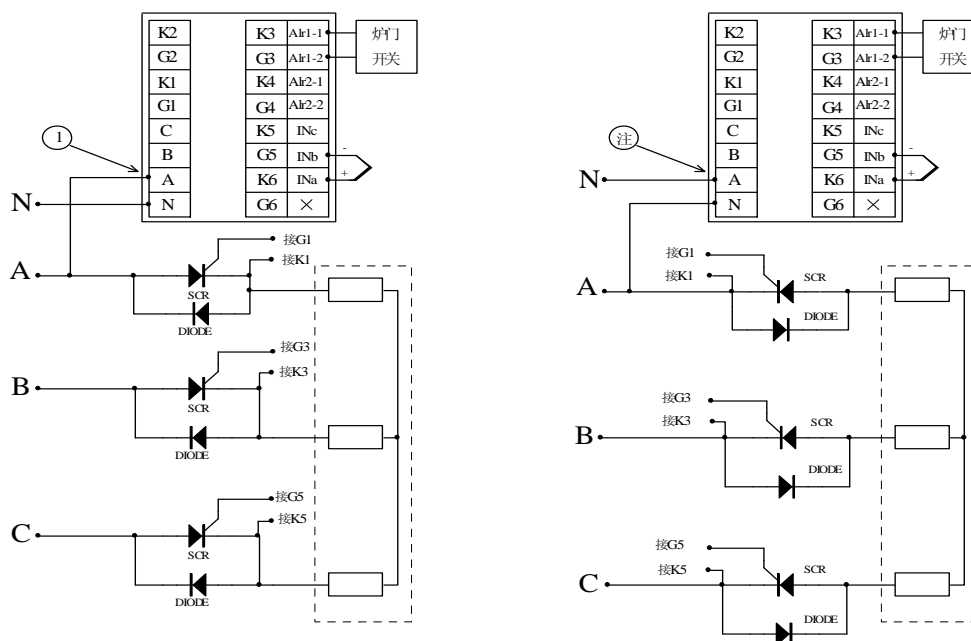 K2 K3 Alr1-1 炉门
G2 G3 Alr1-2 开关
K1 K4 Alr2-1
G1 G4 Alr2-2
C K5 INc
B G5 INb -
A K6 INa +
N G6 ×
1
N
A
接G1
接K1
SCR
DIODE
B
接G3
接K3
SCR
DIODE
C
接G5
接K5
SCR
DIODE
K2 K3 Alr1-1 炉门
G2 G3 Alr1-2 开关
K1 K4 Alr2-1
G1 G4 Alr2-2
C K5 INc
B G5 INb -
A K6 INa +
N G6 ×
注
N
接G1
接K1
SCR
A
DIODE
接G3
接K3
SCR
B
DIODE
接G5
接K5
SCR
C
DIODE